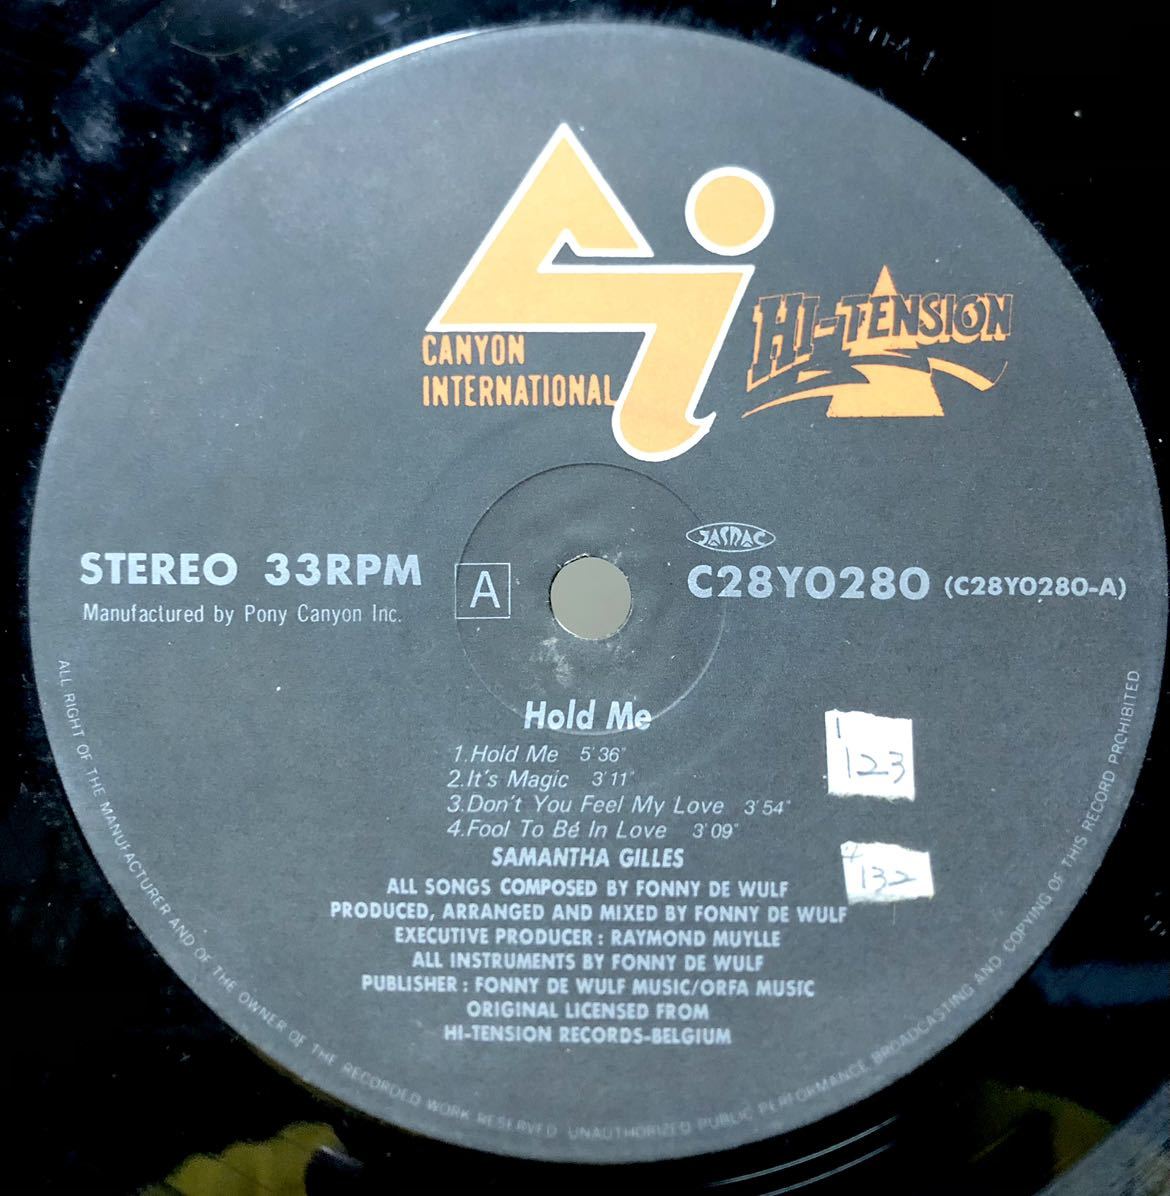 CANYON
INTERNATIONAL
HI-TENSION
JASRAC
STEREO 33RPM
Manufactured by Pony Canyon Inc.
A
C28Y0280 (C28Y0280-A)
Hold Me
1.Hold Me 5'36"
2.It's Magic 3'11"
3.Don't You Feel My Love 3'54"
4.Fool To Be In Love 3'09"
SAMANTHA GILLES
ALL SONGS COMPOSED BY FONNY DE WULF
PRODUCED, ARRANGED AND MIXED BY FONNY DE WULF
EXECUTIVE PRODUCER : RAYMOND MUYLLE
ALL INSTRUMENTS BY FONNY DE WULF
PUBLISHER : FONNY DE WULF MUSIC/ORFA MUSIC
ORIGINAL LICENSED FROM
HI-TENSION RECORDS-BELGIUM
1
123
4
132
ALL RIGHT OF THE MANUFACTURER AND OF THE OWNER OF THE RECORDED WORK RESERVED UNAUTHORIZED PUBLIC PERFORMANCE BROADCASTING AND COPYING OF THIS RECORD PROHIBITED